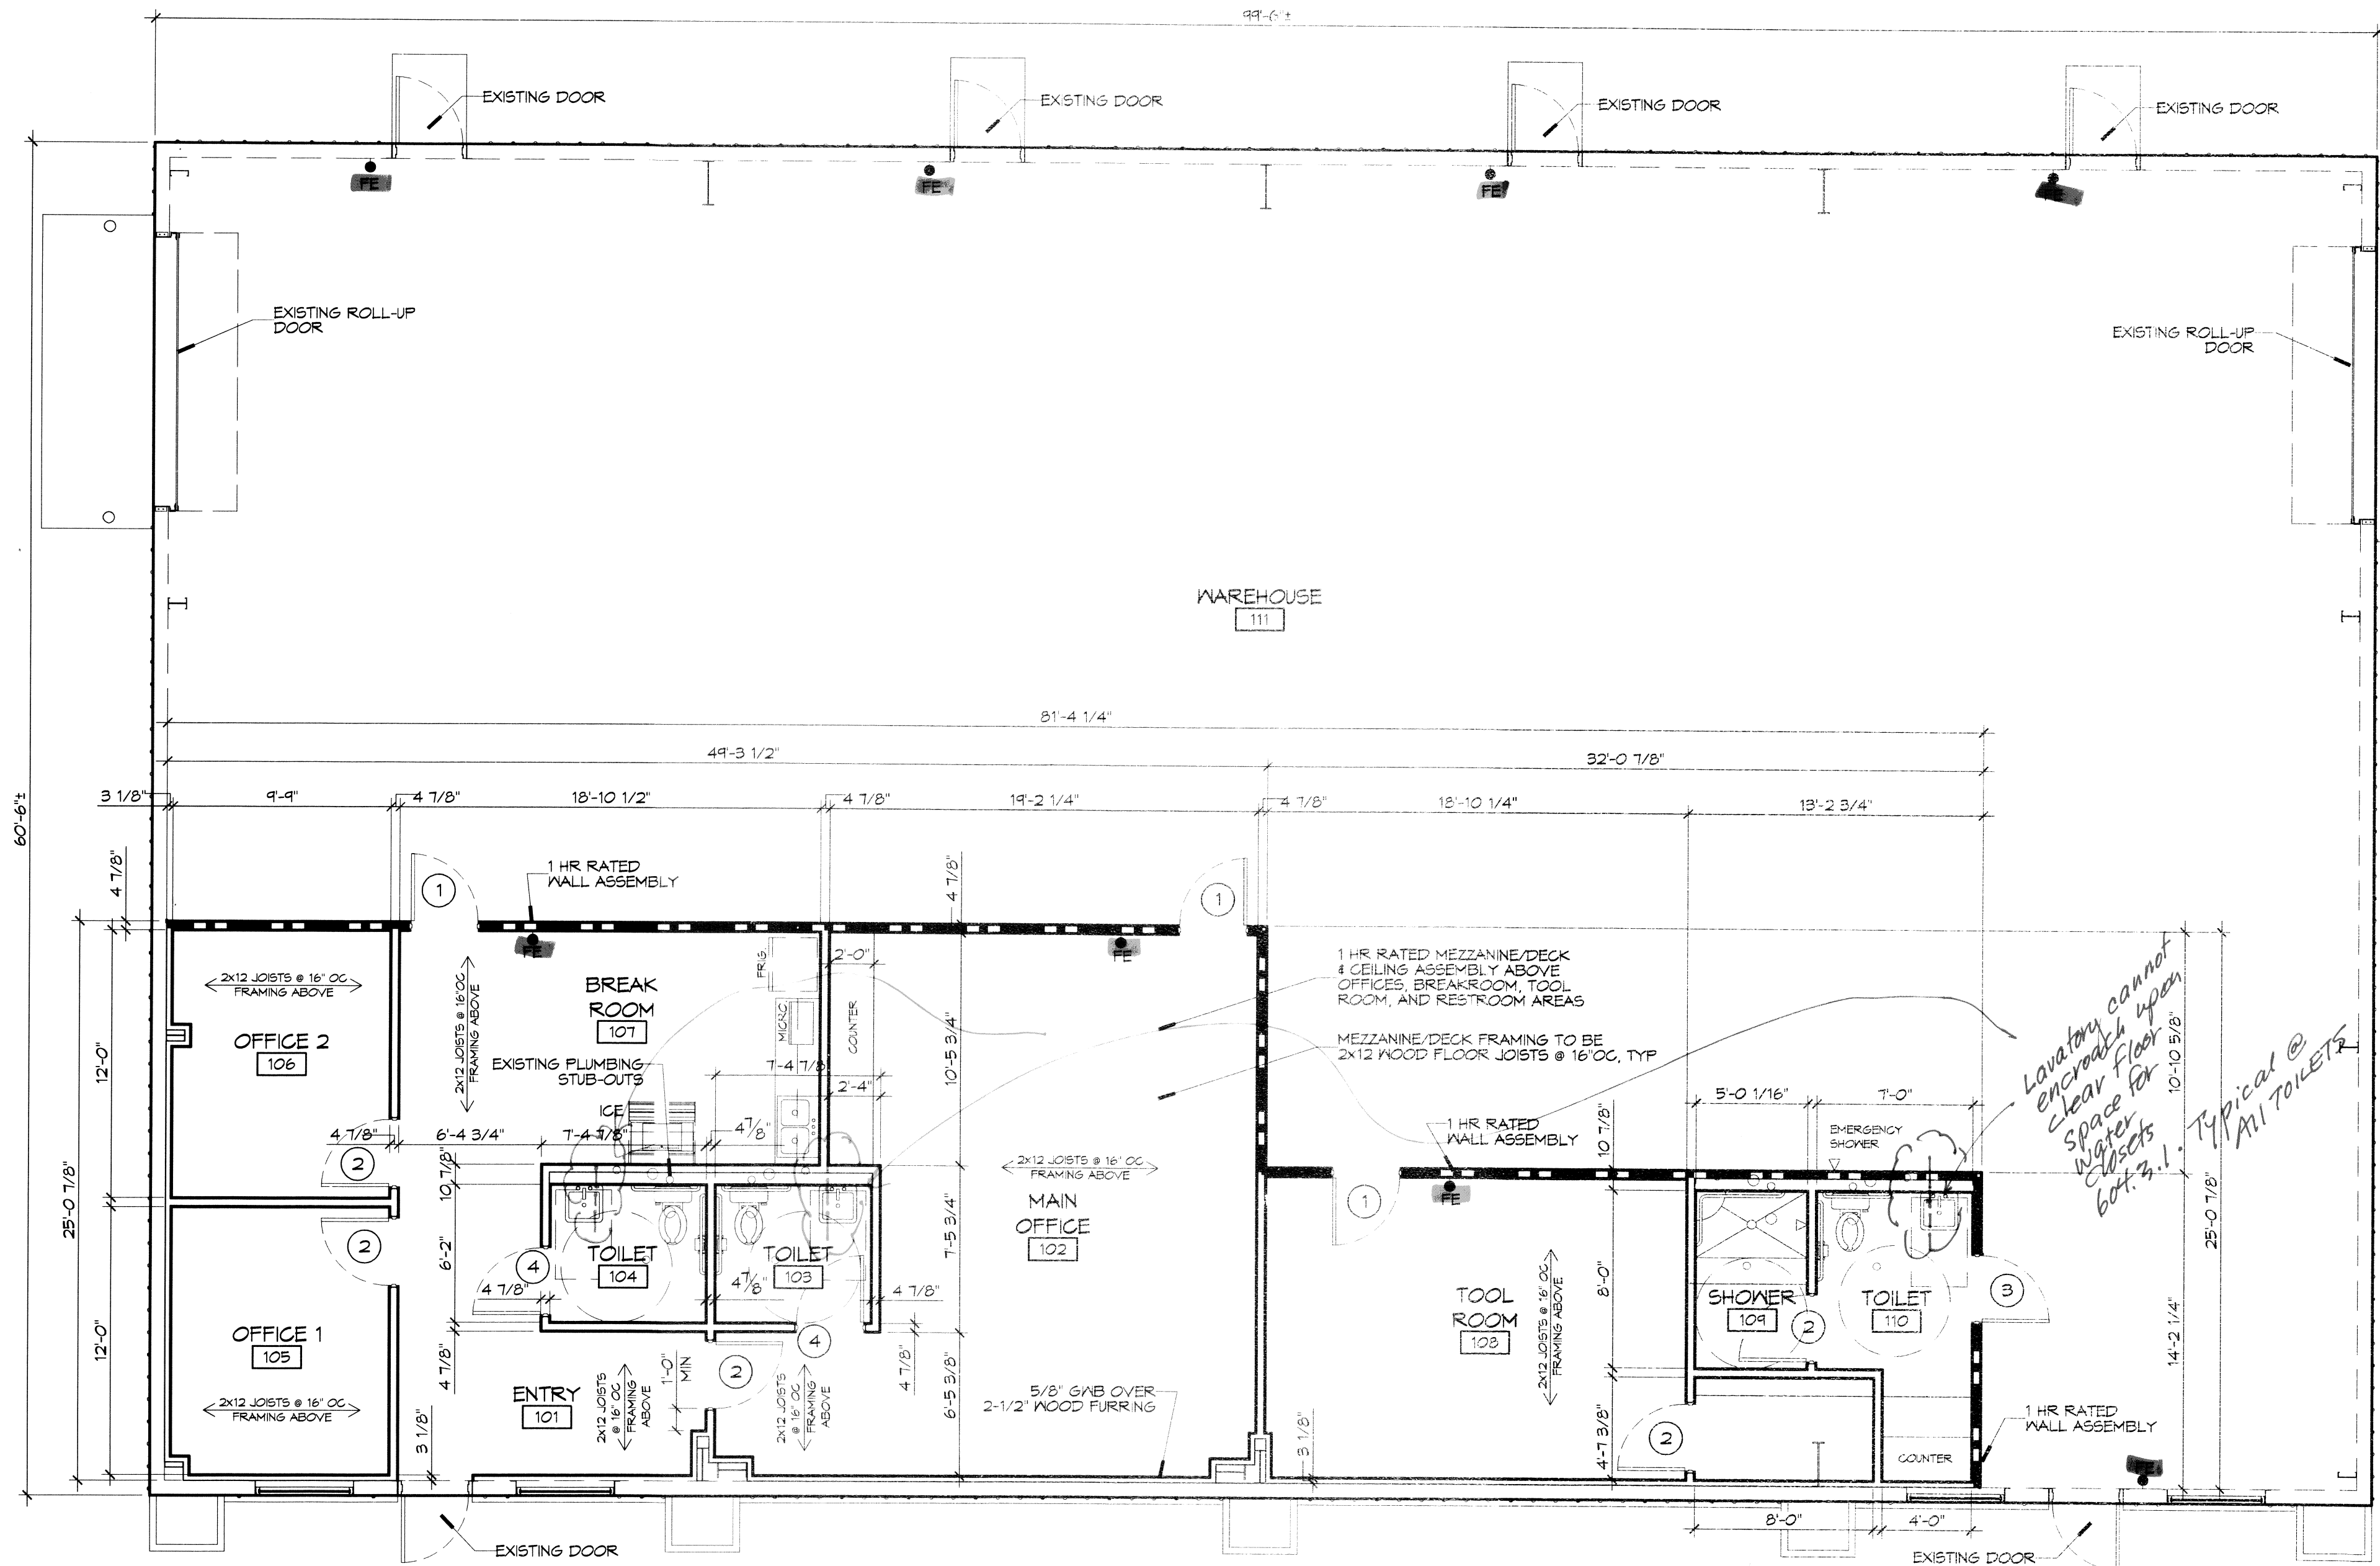 99'-6"±
EXISTING DOOR
EXISTING DOOR
EXISTING DOOR
EXISTING DOOR
FE
FE
FE
FE
EXISTING ROLL-UP
DOOR
EXISTING ROLL-UP
DOOR
WAREHOUSE
111
60'-6"±
81'-4 1/4"
49'-3 1/2"
32'-0 7/8"
3 1/8"
9'-9"
4 7/8"
18'-10 1/2"
4 7/8"
19'-2 1/4"
4 7/8"
18'-10 1/4"
13'-2 3/4"
4 7/8"
1
1 HR RATED
WALL ASSEMBLY
4 7/8"
1
FE
FE
2x12 JOISTS @ 16" OC
FRAMING ABOVE
OFFICE 2
106
12'-0"
25'-0 7/8"
2x12 JOISTS @ 16"OC
FRAMING ABOVE
BREAK
ROOM
107
FRIG.
MICRO
2'-0"
COUNTER
EXISTING PLUMBING
STUB-OUTS
ICE
7'-4 7/8"
2'-4"
10'-5 3/4"
1 HR RATED MEZZANINE/DECK
& CEILING ASSEMBLY ABOVE
OFFICES, BREAKROOM, TOOL
ROOM, AND RESTROOM AREAS
MEZZANINE/DECK FRAMING TO BE
2x12 WOOD FLOOR JOISTS @ 16"OC, TYP
1 HR RATED
WALL ASSEMBLY
FE
1
5'-0 1/16"
7'-0"
EMERGENCY
SHOWER
10 7/8"
Lavatory cannot
encroach upon
clear floor
space for
water
closets
604.3.1. Typical @
All TOILETS
10'-10 5/8"
25'-0 7/8"
14'-2 1/4"
4 7/8"
6'-4 3/4"
7'-4 7/8"
4 7/8"
2
2
10 7/8"
6'-2"
4 7/8"
4
4 7/8"
TOILET
104
4 7/8"
TOILET
103
4 7/8"
4
2x12 JOISTS @ 16" OC
FRAMING ABOVE
MAIN
OFFICE
102
7'-5 3/4"
6'-5 3/8"
4 7/8"
TOOL
ROOM
108
2x12 JOISTS @ 16" OC
FRAMING ABOVE
8'-0"
4'-7 3/8"
SHOWER
109
2
TOILET
110
3
12'-0"
OFFICE 1
105
2x12 JOISTS @ 16" OC
FRAMING ABOVE
3 1/8"
ENTRY
101
2x12 JOISTS
@ 16" OC
FRAMING
ABOVE
1'-0"
MIN
2
2x12 JOISTS
@ 16" OC
FRAMING
ABOVE
5/8" GWB OVER
2-1/2" WOOD FURRING
3 1/8"
2
COUNTER
1 HR RATED
WALL ASSEMBLY
8'-0"
4'-0"
EXISTING DOOR
EXISTING DOOR